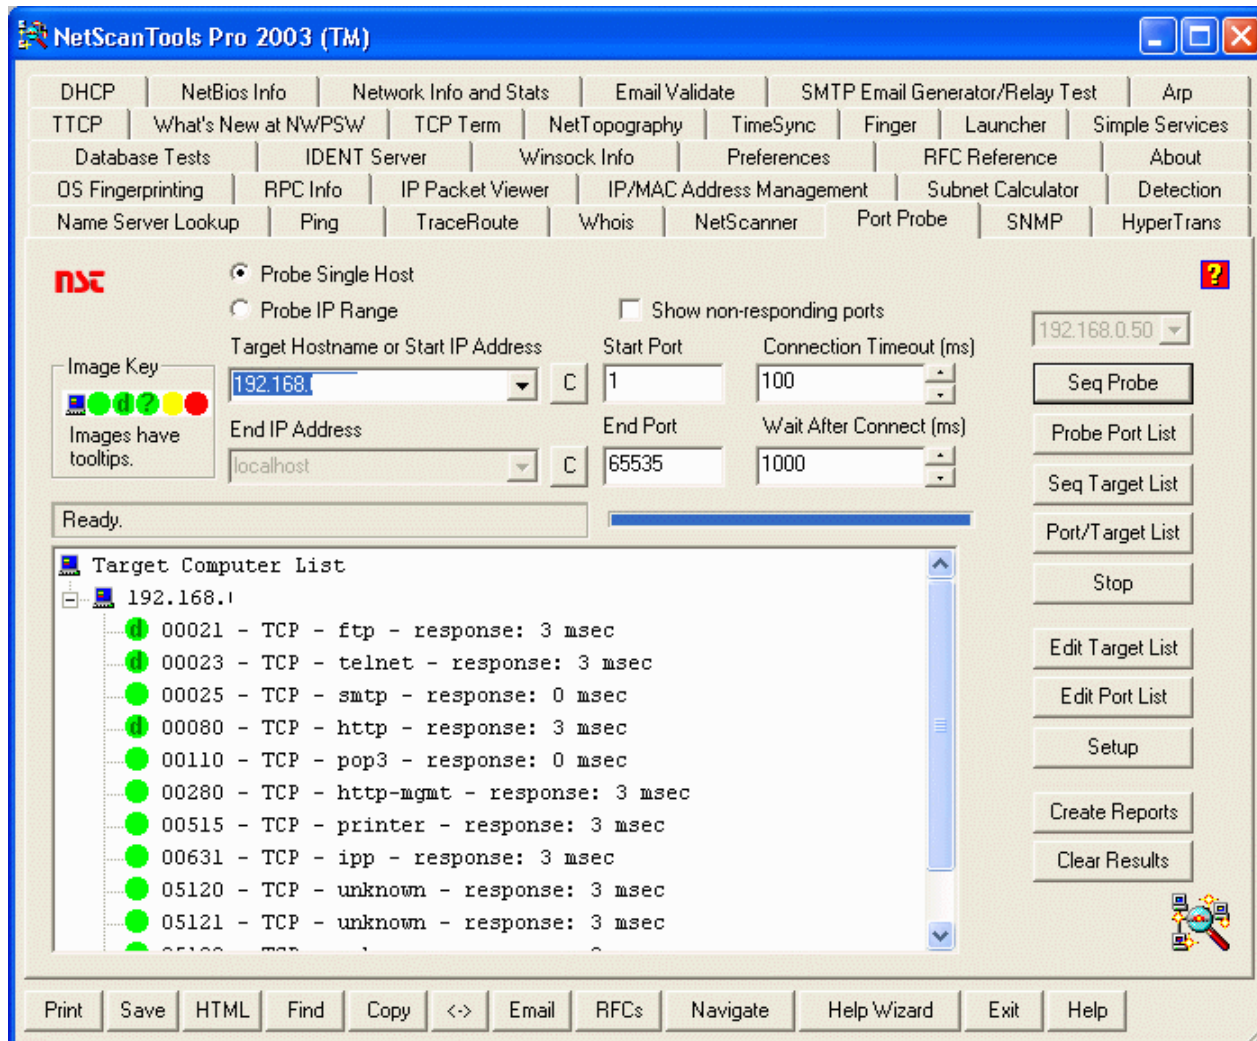 NetScanTools Pro 2003 (TM)
DHCP NetBios Info Network Info and Stats Email Validate SMTP Email Generator/Relay Test Arp
TTCP What's New at NWPSW TCP Term NetTopography TimeSync Finger Launcher Simple Services
Database Tests IDENT Server Winsock Info Preferences RFC Reference About
OS Fingerprinting RPC Info IP Packet Viewer IP/MAC Address Management Subnet Calculator Detection
Name Server Lookup Ping TraceRoute Whois NetScanner Port Probe SNMP HyperTrans
nst
Probe Single Host
?
Probe IP Range
Show non-responding ports
192.168.0.50
Target Hostname or Start IP Address Start Port Connection Timeout (ms)
Image Key
192.168. C 1 100 Seq Probe
d ?
Images have tooltips.
End IP Address End Port Wait After Connect (ms) Probe Port List
localhost C 65535 1000
Seq Target List
Ready.
Port/Target List
Target Computer List
192.168.
Stop
d 00021 - TCP - ftp - response: 3 msec
d 00023 - TCP - telnet - response: 3 msec
Edit Target List
00025 - TCP - smtp - response: 0 msec
Edit Port List
d 00080 - TCP - http - response: 3 msec
Setup
00110 - TCP - pop3 - response: 0 msec
00280 - TCP - http-mgmt - response: 3 msec
00515 - TCP - printer - response: 3 msec
Create Reports
00631 - TCP - ipp - response: 3 msec
Clear Results
05120 - TCP - unknown - response: 3 msec
05121 - TCP - unknown - response: 3 msec
Print Save HTML Find Copy <-> Email RFCs Navigate Help Wizard Exit Help